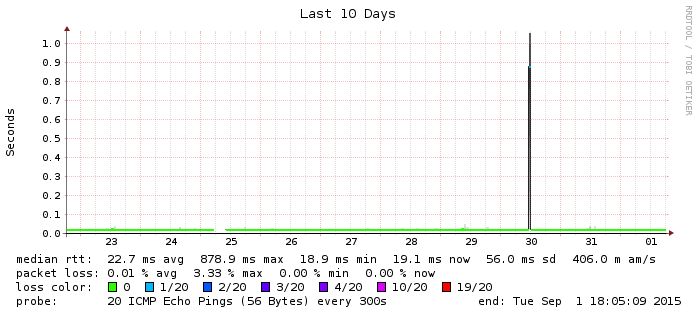 Last 10 Days
RRDTOOL / TOBI OETIKER
Seconds
1.0
0.9
0.8
0.7
0.6
0.5
0.4
0.3
0.2
0.1
0.0
23 24 25 26 27 28 29 30 31 01
median rtt: 22.7 ms avg 878.9 ms max 18.9 ms min 19.1 ms now 56.0 ms sd 406.0 m am/s
packet loss: 0.01 % avg 3.33 % max 0.00 % min 0.00 % now
loss color: 0 1/20 2/20 3/20 4/20 10/20 19/20
probe: 20 ICMP Echo Pings (56 Bytes) every 300s end: Tue Sep 1 18:05:09 2015